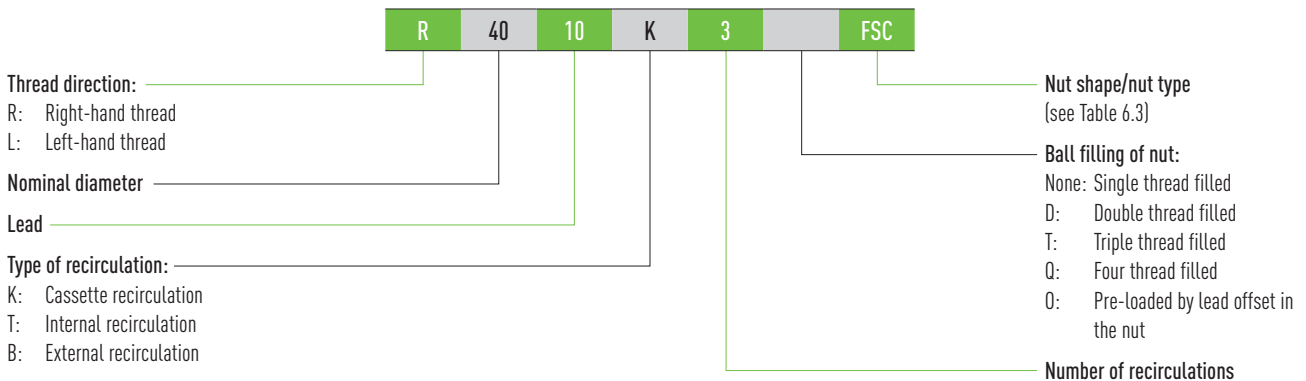 R 40 10 K 3 FSC
Thread direction:
R: Right-hand thread
L: Left-hand thread
Nominal diameter
Lead
Type of recirculation:
K: Cassette recirculation
T: Internal recirculation
B: External recirculation
Nut shape/nut type
(see Table 6.3)
Ball filling of nut:
None: Single thread filled
D: Double thread filled
T: Triple thread filled
Q: Four thread filled
O: Pre-loaded by lead offset in
the nut
Number of recirculations